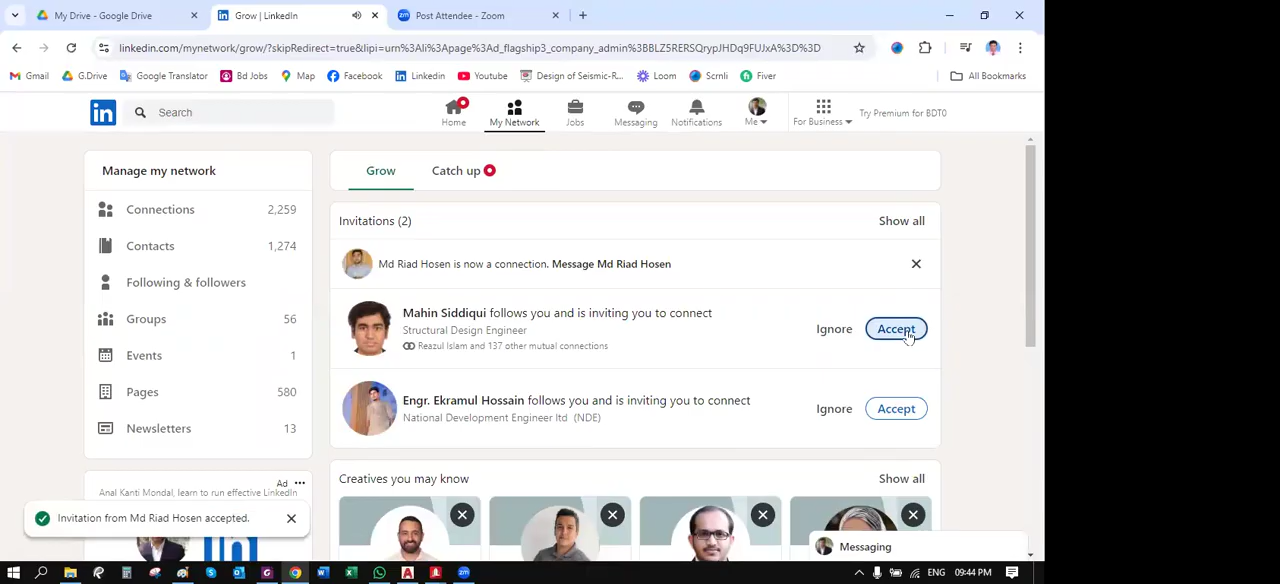 My Drive - Google Drive
Grow | LinkedIn
Post Attendee - Zoom
linkedin.com/mynetwork/grow/?skipRedirect=true&lipi=urn%3Ali%3Apage%3Ad_flagship3_company_admin%3BBLZ5RERSQrypJHDq9FUJxA%3D%3D
Gmail
G.Drive
Google Translator
Bd Jobs
Map
Facebook
Linkedin
Youtube
Design of Seismic-R...
Loom
Scrnli
Fiver
All Bookmarks
in
Search
Home
My Network
Jobs
Messaging
Notifications
Me
For Business
Try Premium for BDT0
Manage my network
Connections 2,259
Contacts 1,274
Following & followers
Groups 56
Events 1
Pages 580
Newsletters 13
Grow
Catch up
Invitations (2)
Show all
Md Riad Hosen is now a connection. Message Md Riad Hosen
Mahin Siddiqui follows you and is inviting you to connect
Structural Design Engineer
Reazul Islam and 137 other mutual connections
Ignore
Accept
Engr. Ekramul Hossain follows you and is inviting you to connect
National Development Engineer ltd (NDE)
Ignore
Accept
Creatives you may know
Show all
Ad
Anal Kanti Mondal, learn to run effective LinkedIn
Invitation from Md Riad Hosen accepted.
Messaging
ENG
09:44 PM